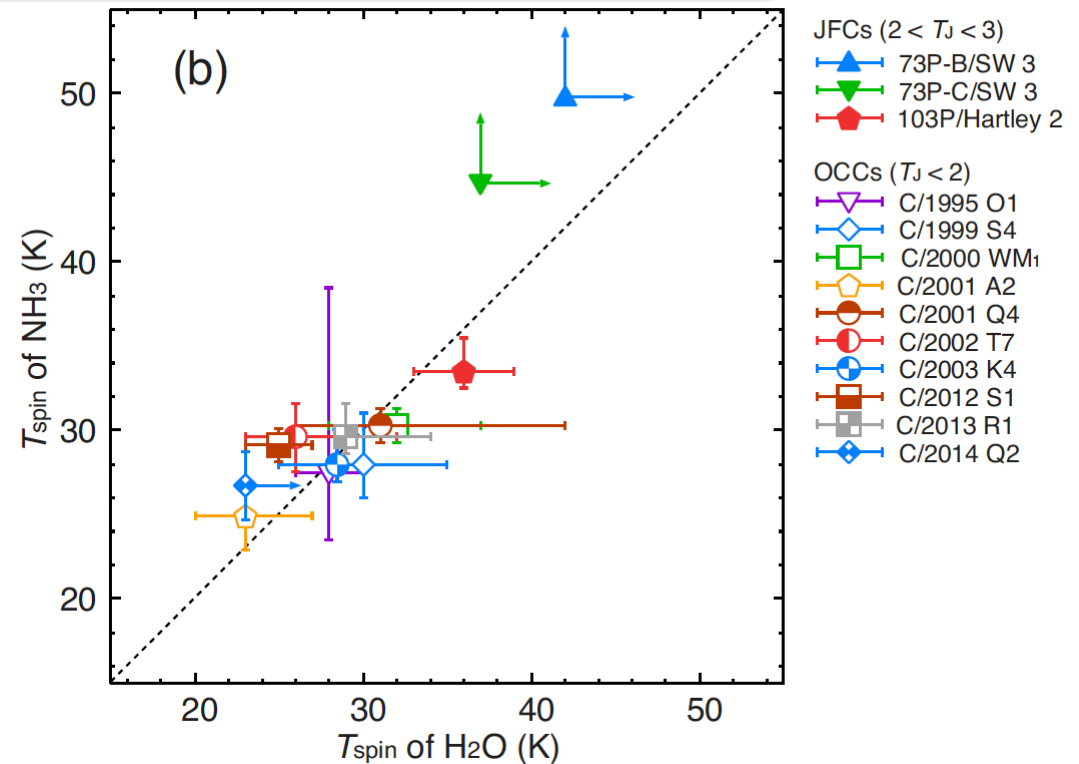 (b)
50
40
30
20
Tspin of NH3 (K)
20 30 40 50
Tspin of H2O (K)
JFCs (2 < TJ < 3)
73P-B/SW 3
73P-C/SW 3
103P/Hartley 2
OCCs (TJ < 2)
C/1995 O1
C/1999 S4
C/2000 WM1
C/2001 A2
C/2001 Q4
C/2002 T7
C/2003 K4
C/2012 S1
C/2013 R1
C/2014 Q2